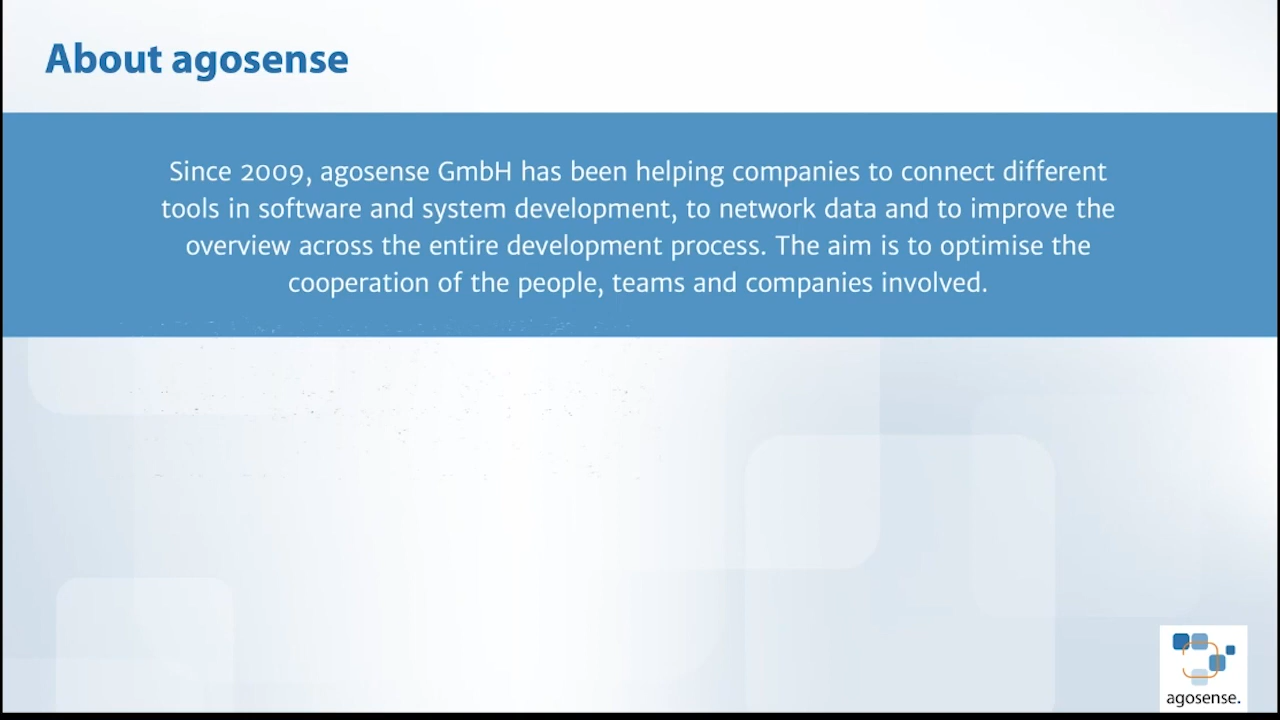 About agosense
Since 2009, agosense GmbH has been helping companies to connect different
tools in software and system development, to network data and to improve the
overview across the entire development process. The aim is to optimise the
cooperation of the people, teams and companies involved.
agosense.